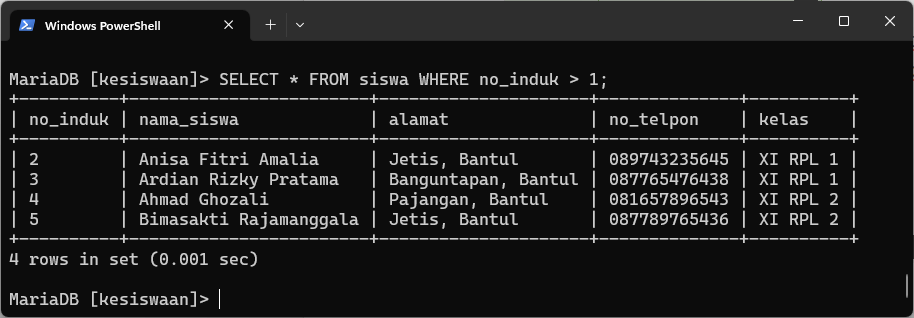 Windows PowerShell
MariaDB [kesiswaan]> SELECT * FROM siswa WHERE no_induk > 1;
+----------+------------------------+---------------------+--------------+----------+
| no_induk | nama_siswa             | alamat              | no_telpon    | kelas    |
+----------+------------------------+---------------------+--------------+----------+
| 2        | Anisa Fitri Amalia     | Jetis, Bantul       | 089743235645 | XI RPL 1 |
| 3        | Ardian Rizky Pratama   | Banguntapan, Bantul | 087765476438 | XI RPL 1 |
| 4        | Ahmad Ghozali          | Pajangan, Bantul    | 081657896543 | XI RPL 2 |
| 5        | Bimasakti Rajamanggala | Jetis, Bantul       | 087789765436 | XI RPL 2 |
+----------+------------------------+---------------------+--------------+----------+
4 rows in set (0.001 sec)
MariaDB [kesiswaan]>